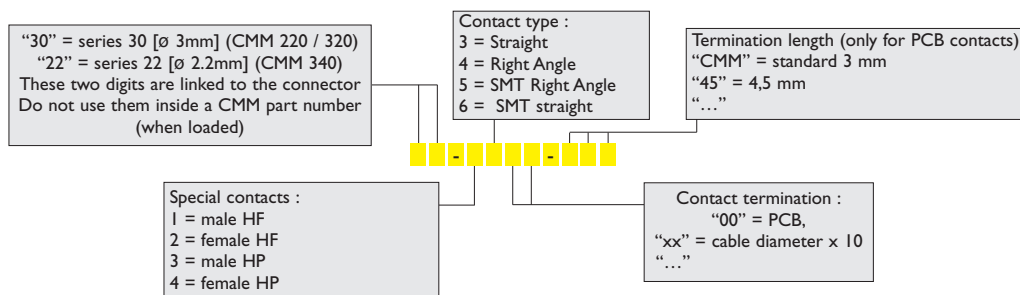 “30” = series 30 [ø 3mm] (CMM 220 / 320)
“22” = series 22 [ø 2.2mm] (CMM 340)
These two digits are linked to the connector
Do not use them inside a CMM part number
(when loaded)
Contact type :
3 = Straight
4 = Right Angle
5 = SMT Right Angle
6 = SMT straight
Termination length (only for PCB contacts)
“CMM” = standard 3 mm
“45” = 4,5 mm
“...”
- -
Special contacts :
1 = male HF
2 = female HF
3 = male HP
4 = female HP
Contact termination :
“00” = PCB,
“xx” = cable diameter x 10
“...”